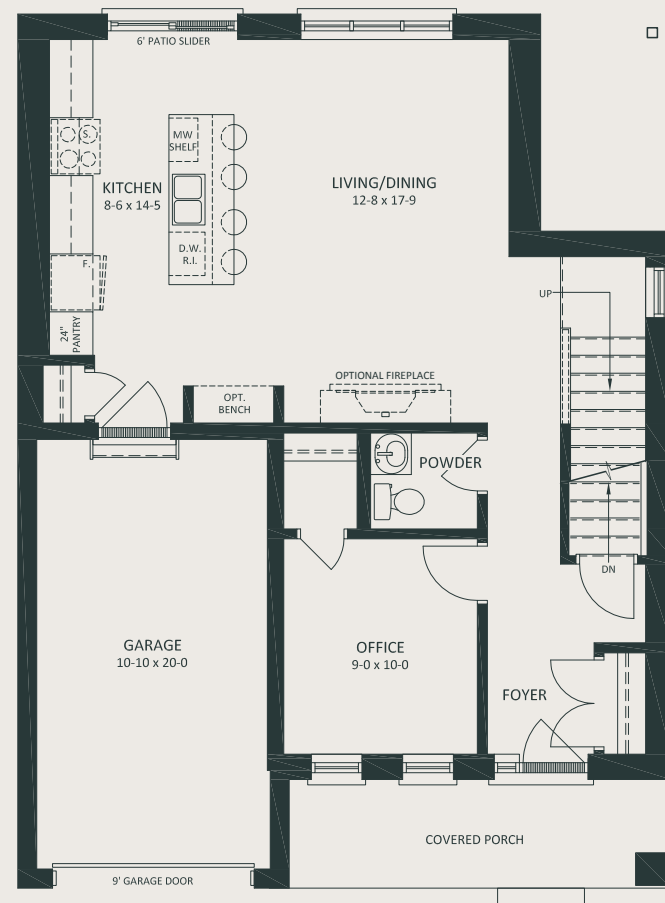 6' PATIO SLIDER
S.
MW
SHELF
KITCHEN
8-6 x 14-5
LIVING/DINING
12-8 x 17-9
D.W.
R.I.
F.
24"
PANTRY
UP
OPTIONAL FIREPLACE
OPT.
BENCH
POWDER
DN
GARAGE
10-10 x 20-0
OFFICE
9-0 x 10-0
FOYER
COVERED PORCH
9' GARAGE DOOR